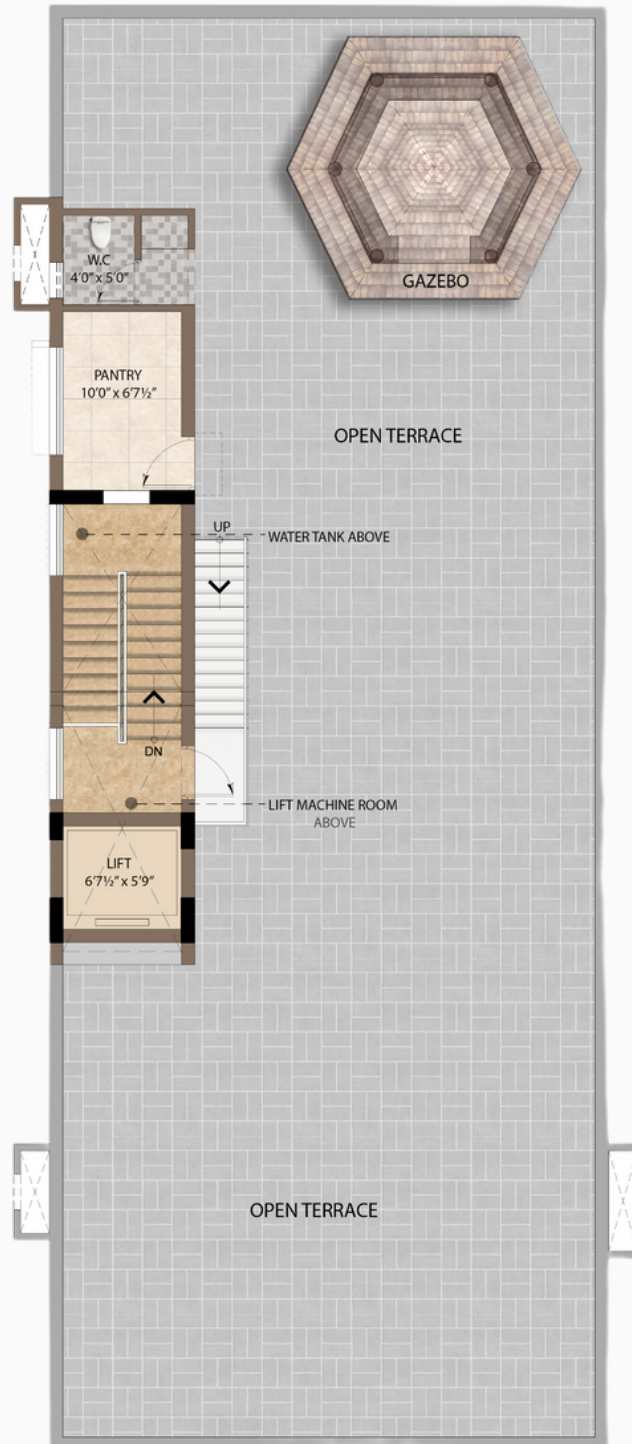 W.C
4'0" x 5'0"
GAZEBO
PANTRY
10'0" x 6'7½"
OPEN TERRACE
UP
WATER TANK ABOVE
DN
LIFT MACHINE ROOM
ABOVE
LIFT
6'7½" x 5'9"
OPEN TERRACE